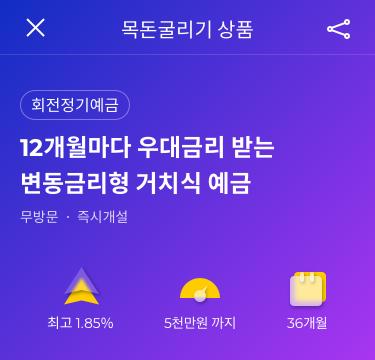 목돈굴리기 상품
회전정기예금
12개월마다 우대금리 받는
변동금리형 거치식 예금
무방문 · 즉시개설
최고 1.85% 5천만원 까지 36개월